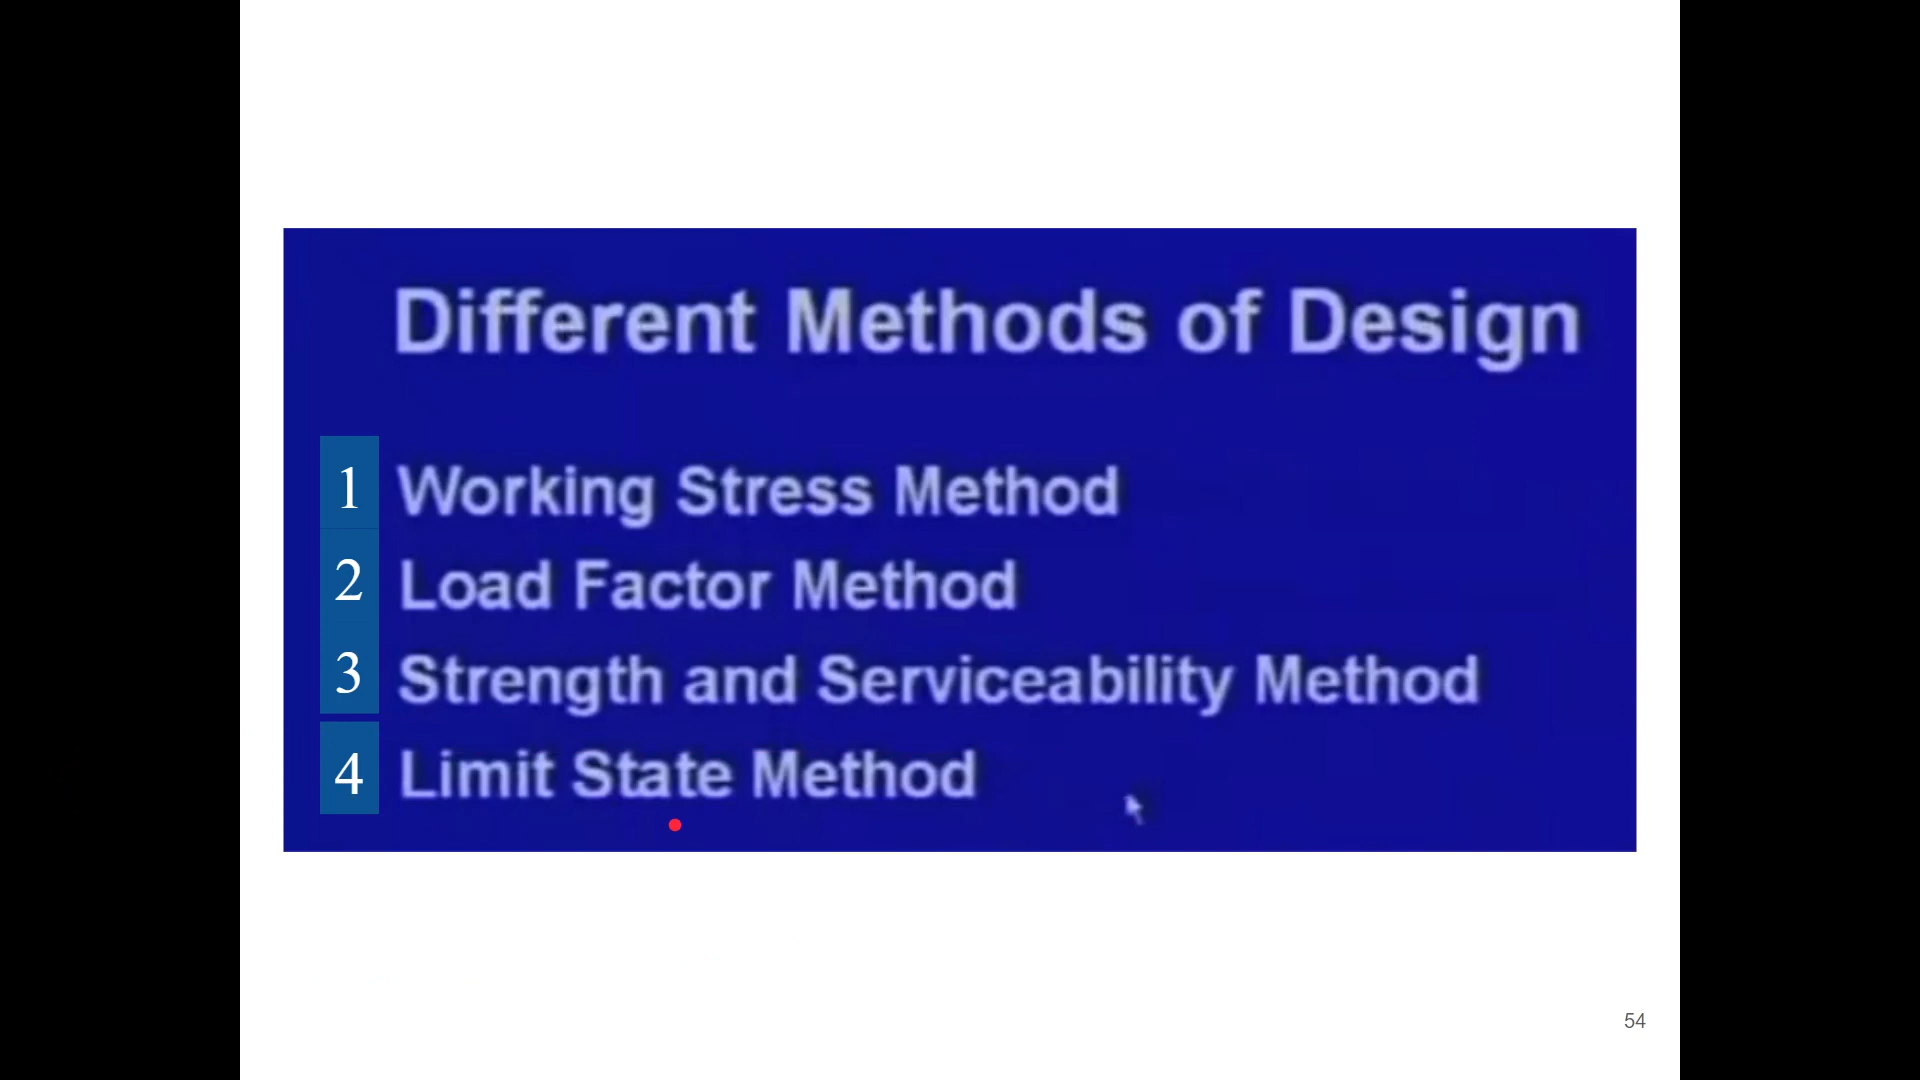 Different Methods of Design
1 Working Stress Method
2 Load Factor Method
3 Strength and Serviceability Method
4 Limit State Method
54